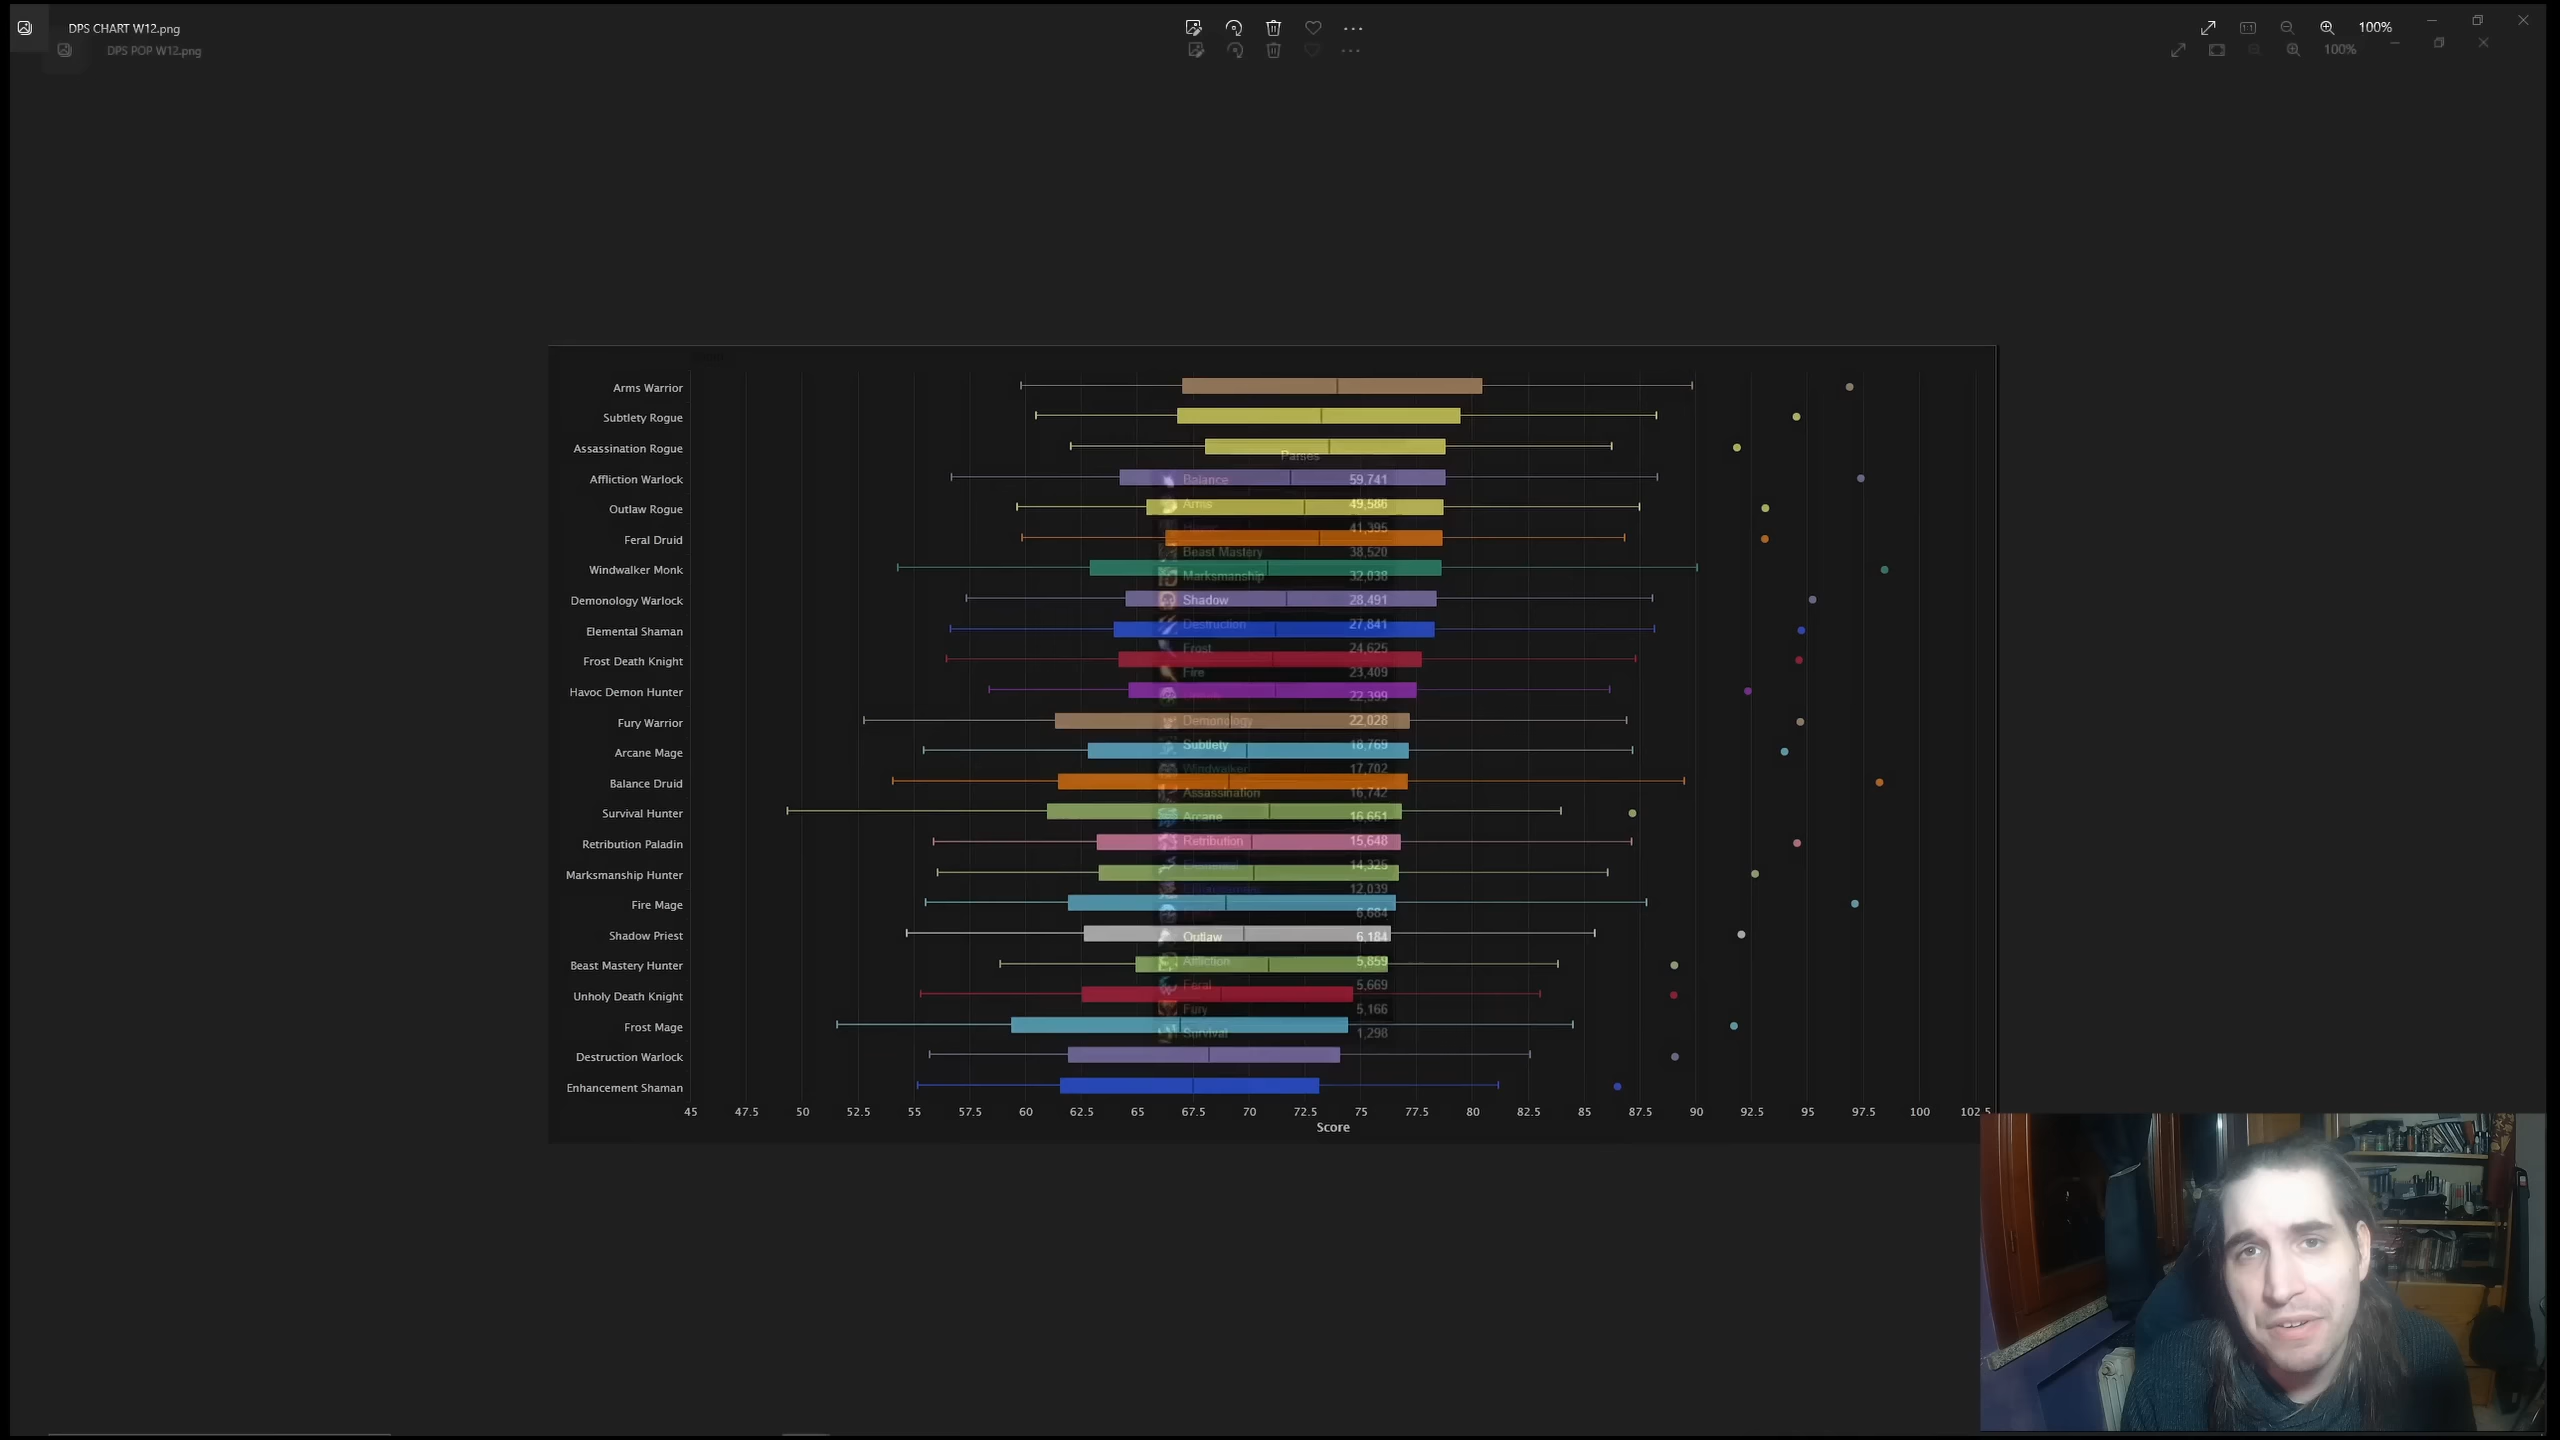 DPS CHART W12.png
100%
DPS POP W12.png
100%
Arms Warrior
Subtlety Rogue
Assassination Rogue
Parses
Affliction Warlock
Balance 59,741
Outlaw Rogue
Arms 49,586
41,395
Feral Druid
Beast Mastery 38,520
Windwalker Monk
Marksmanship 32,038
Demonology Warlock
Shadow 28,491
Elemental Shaman
Destruction 27,841
Frost 24,625
Frost Death Knight
Fire 23,409
Havoc Demon Hunter
22,399
Fury Warrior
Demonology 22,028
Arcane Mage
Subtlety 18,769
Windwalker 17,702
Balance Druid
Assassination 16,742
Survival Hunter
Arcane 16,651
Retribution Paladin
Retribution 15,648
Elemental 14,325
Marksmanship Hunter
12,039
Fire Mage
6,684
Shadow Priest
Outlaw 6,184
Beast Mastery Hunter
Affliction 5,859
Feral 5,669
Unholy Death Knight
Fury 5,166
Frost Mage
Survival 1,298
Destruction Warlock
Enhancement Shaman
45 47.5 50 52.5 55 57.5 60 62.5 65 67.5 70 72.5 75 77.5 80 82.5 85 87.5 90 92.5 95 97.5 100 102.5
Score